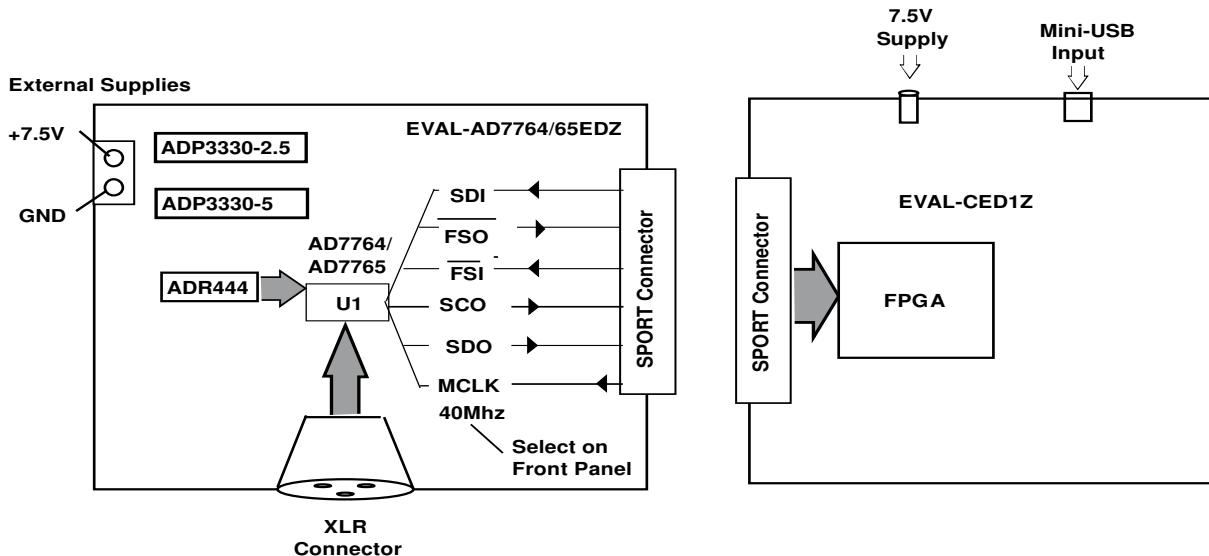 External Supplies
+7.5V
GND
ADP3330-2.5
ADP3330-5
EVAL-AD7764/65EDZ
AD7764/
AD7765
ADR444
U1
SDI
FSO
FSI
SCO
SDO
MCLK
40Mhz
Select on
Front Panel
SPORT Connector
XLR
Connector
7.5V
Supply
Mini-USB
Input
SPORT Connector
EVAL-CED1Z
FPGA